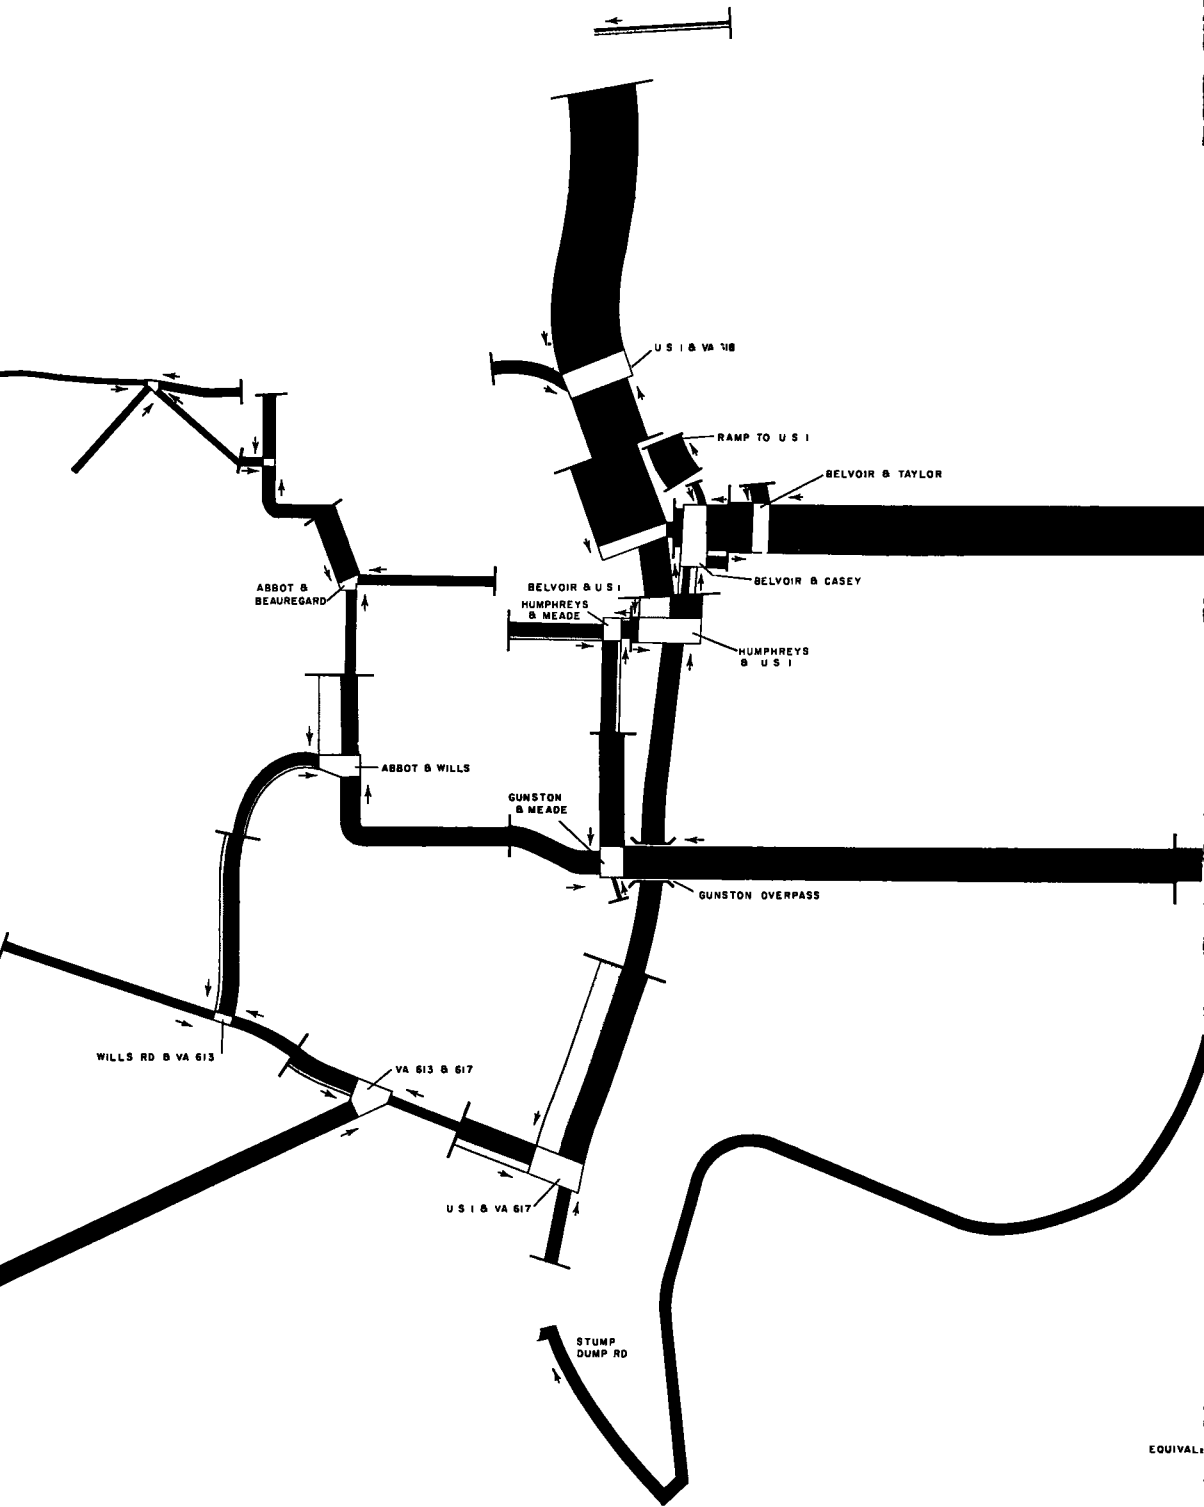 U S 1 & VA 618
RAMP TO U S 1
BELVOIR & TAYLOR
BELVOIR & CASEY
ABBOT &
BEAUREGARD
BELVOIR & U S 1
HUMPHREYS
& MEADE
HUMPHREYS
& U S 1
ABBOT & WILLS
GUNSTON
& MEADE
GUNSTON OVERPASS
WILLS RD & VA 613
VA 613 & 617
U S 1 & VA 617
STUMP
DUMP RD